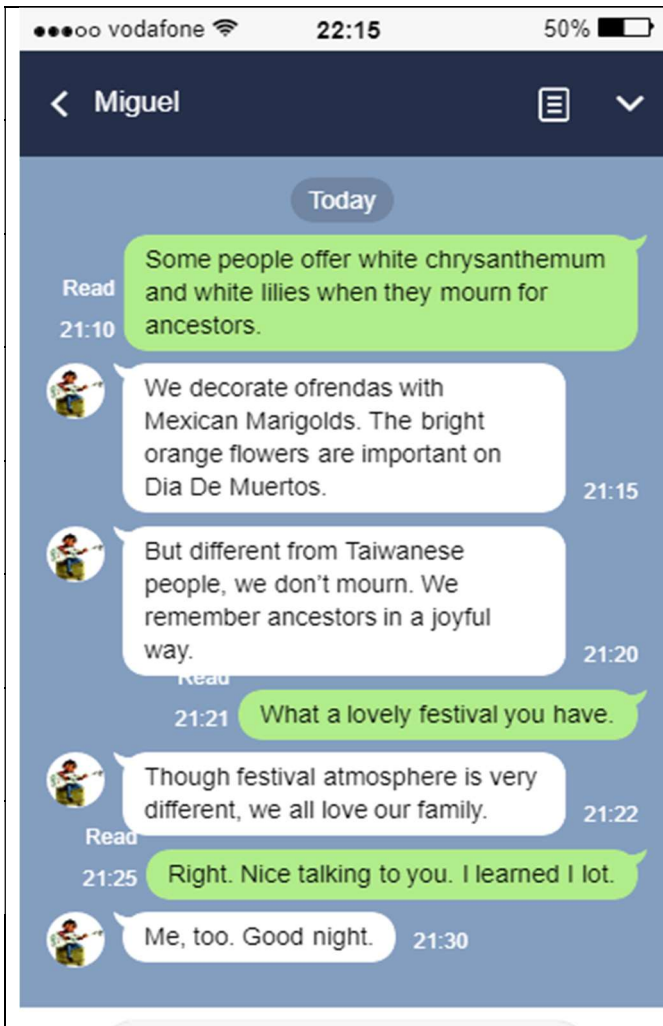 vodafone 22:15 50%
Miguel
Today
Some people offer white chrysanthemum
and white lilies when they mourn for
ancestors.
Read
21:10
We decorate ofrendas with
Mexican Marigolds. The bright
orange flowers are important on
Dia De Muertos.
21:15
But different from Taiwanese
people, we don't mourn. We
remember ancestors in a joyful
way.
21:20
Read
21:21
What a lovely festival you have.
Though festival atmosphere is very
different, we all love our family.
21:22
Read
21:25
Right. Nice talking to you. I learned I lot.
Me, too. Good night.
21:30